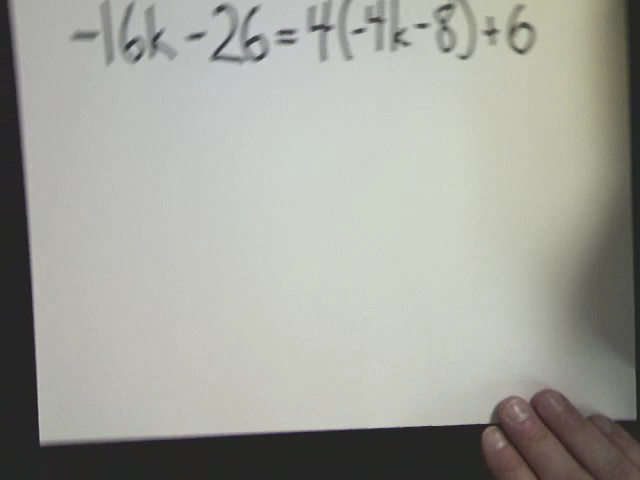 -16k - 26 = 4(-4k - 8) + 6